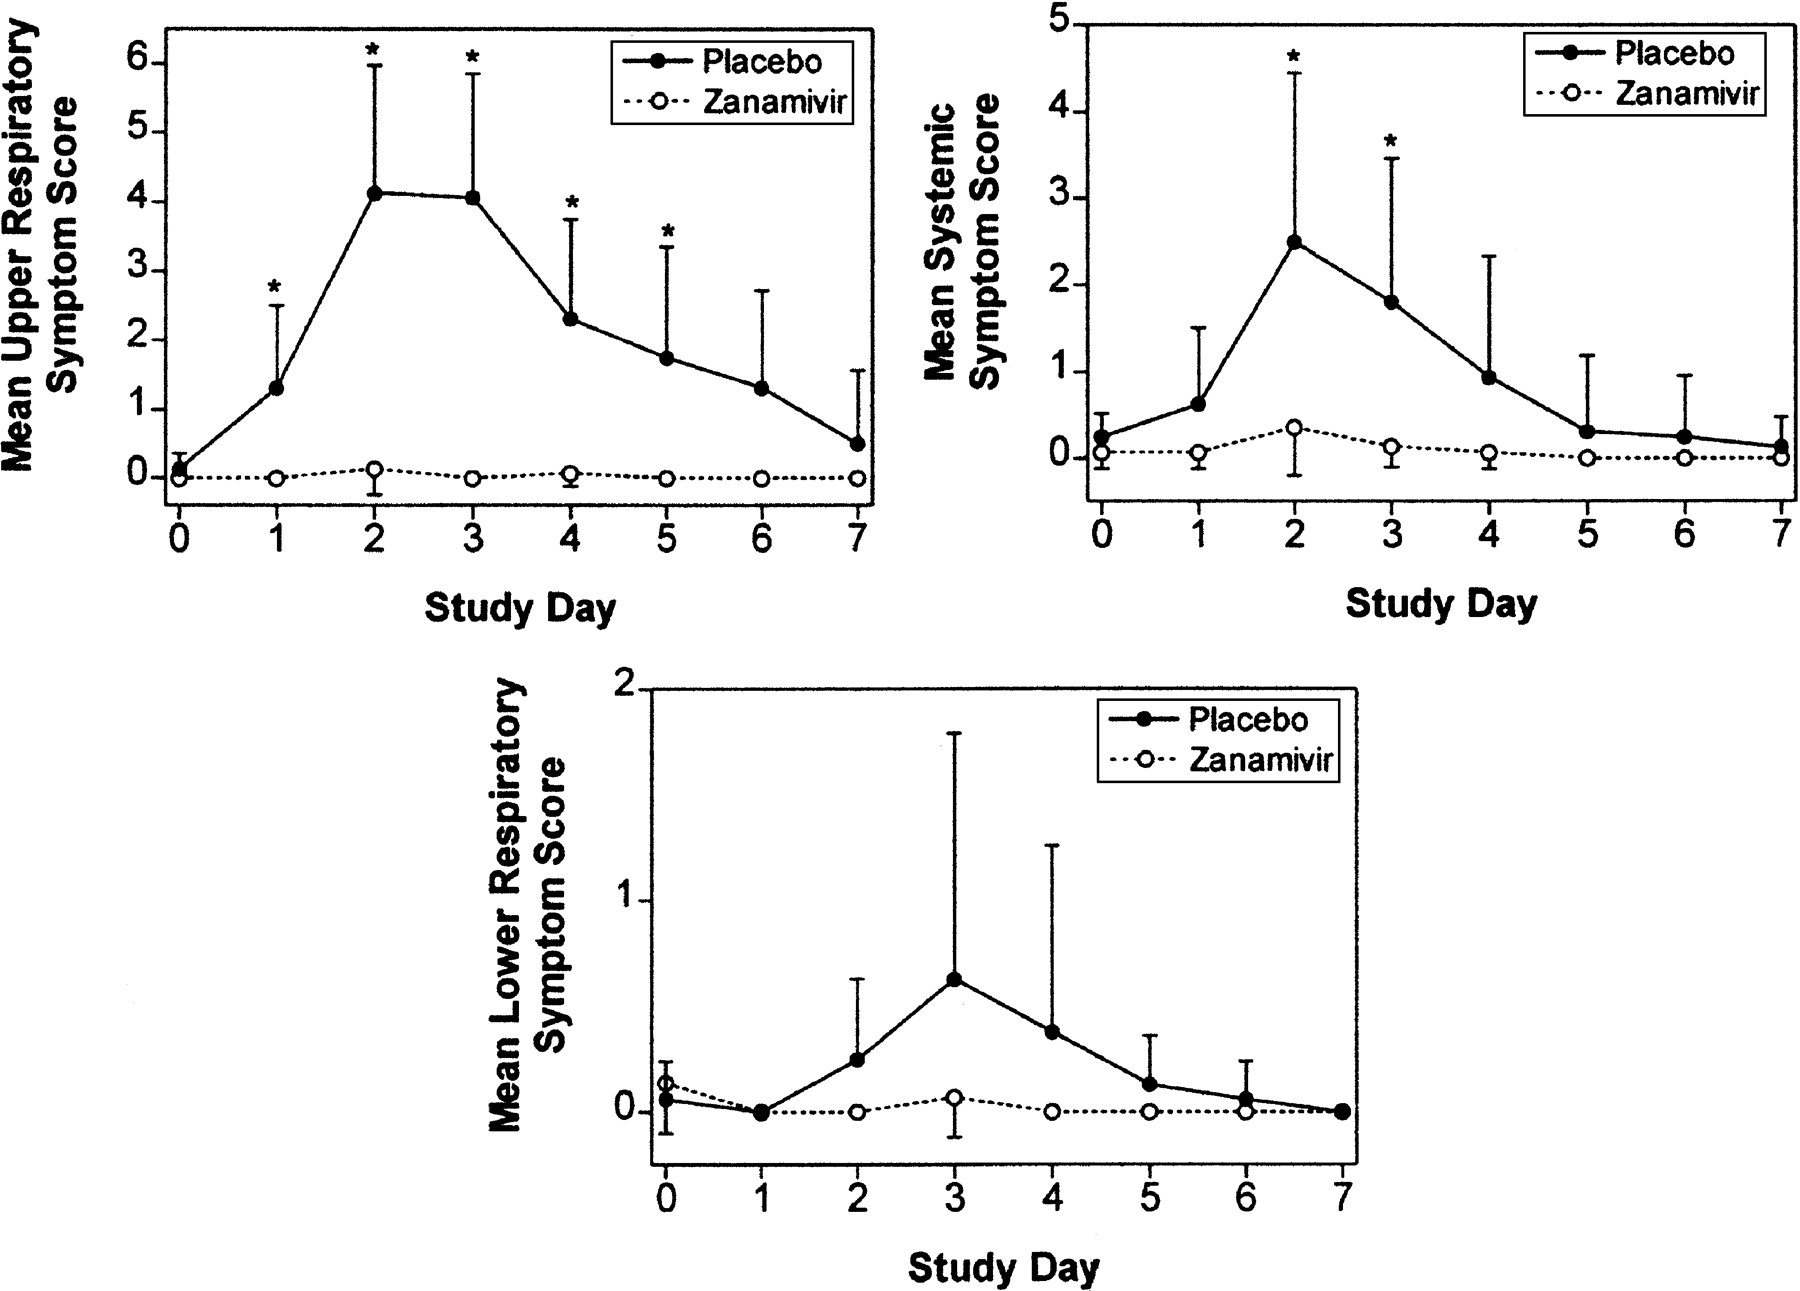 Mean Upper Respiratory
Symptom Score
6
5
4
3
2
1
0
* * * * *
Placebo
Zanamivir
0 1 2 3 4 5 6 7
Study Day
Mean Systemic
Symptom Score
5
4
3
2
1
0
* *
Placebo
Zanamivir
0 1 2 3 4 5 6 7
Study Day
Mean Lower Respiratory
Symptom Score
2
1
0
Placebo
Zanamivir
0 1 2 3 4 5 6 7
Study Day